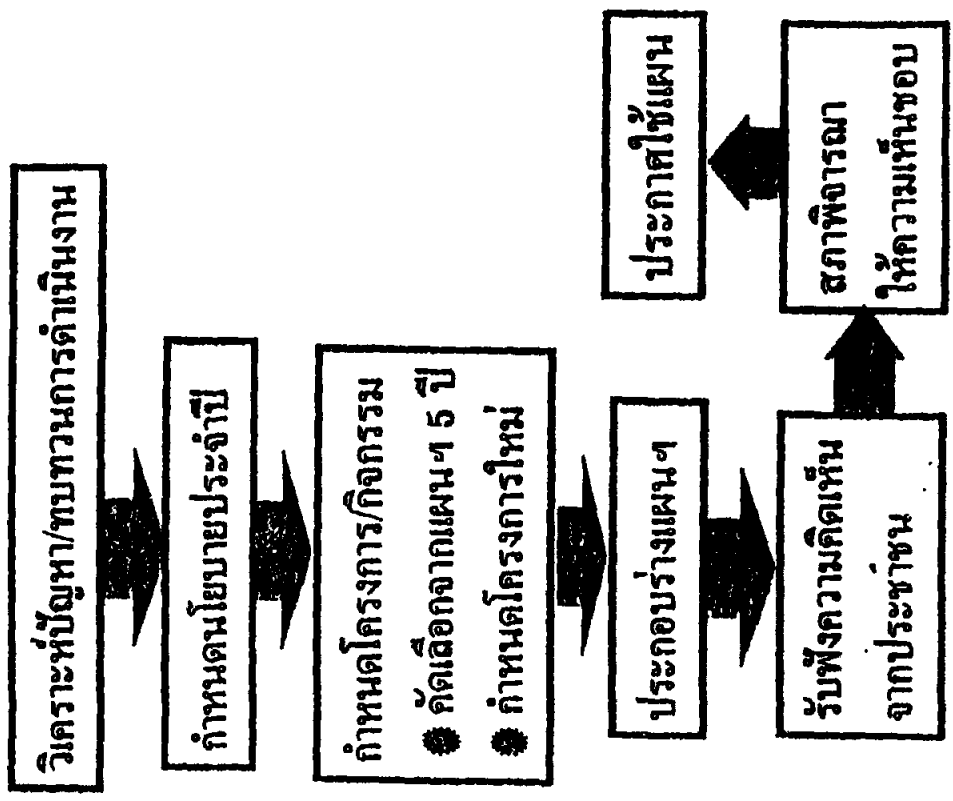 วิเคราะห์ปัญหา/ทบทวนการดำเนินงาน
กำหนดนโยบายประจำปี
กำหนดโครงการ/กิจกรรม
คัดเลือกจากแผนฯ 5 ปี
กำหนดโครงการใหม่
ประกอบร่างแผนฯ
รับฟังความคิดเห็น
จากประชาชน
สภาพิจารณา
ให้ความเห็นชอบ
ประกาศใช้แผน